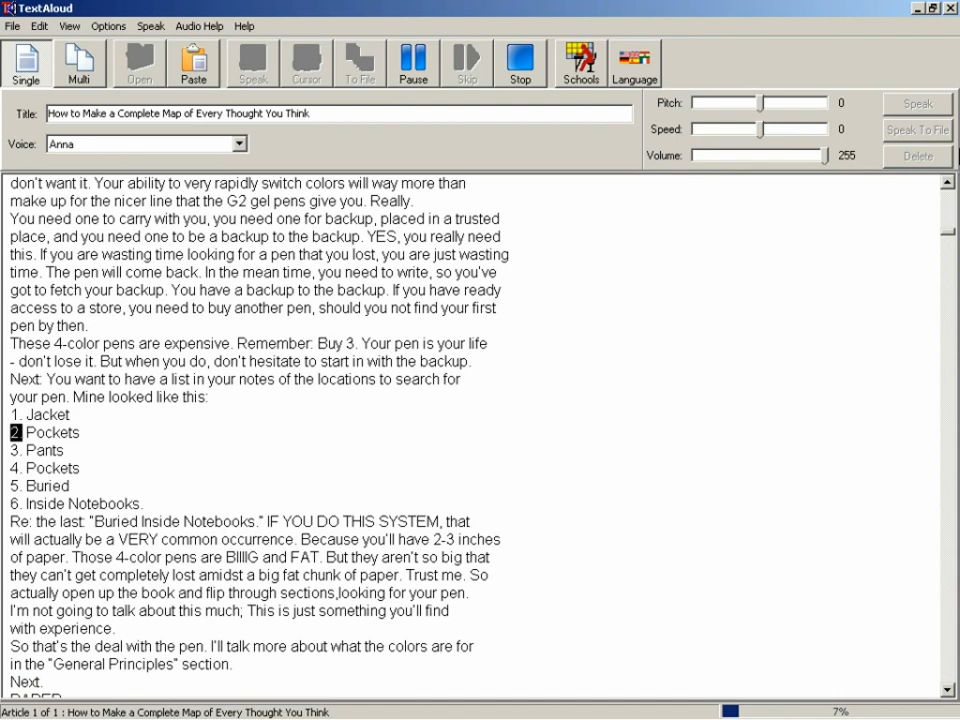 TextAloud
File Edit View Options Speak Audio Help Help
Single Multi Open Paste Speak Cursor To File Pause Skip Stop Schools Language
Title: How to Make a Complete Map of Every Thought You Think
Voice: Anna
Pitch: 0 Speak
Speed: 0 Speak To File
Volume: 255 Delete
don't want it. Your ability to very rapidly switch colors will way more than
make up for the nicer line that the G2 gel pens give you. Really.
You need one to carry with you, you need one for backup, placed in a trusted
place, and you need one to be a backup to the backup. YES, you really need
this. If you are wasting time looking for a pen that you lost, you are just wasting
time. The pen will come back. In the mean time, you need to write, so you've
got to fetch your backup. You have a backup to the backup. If you have ready
access to a store, you need to buy another pen, should you not find your first
pen by then.
These 4-color pens are expensive. Remember: Buy 3. Your pen is your life
- don't lose it. But when you do, don't hesitate to start in with the backup.
Next: You want to have a list in your notes of the locations to search for
your pen. Mine looked like this:
1. Jacket
2. Pockets
3. Pants
4. Pockets
5. Buried
6. Inside Notebooks.
Re: the last: "Buried Inside Notebooks." IF YOU DO THIS SYSTEM, that
will actually be a VERY common occurrence. Because you'll have 2-3 inches
of paper. Those 4-color pens are BIIIIG and FAT. But they aren't so big that
they can't get completely lost amidst a big fat chunk of paper. Trust me. So
actually open up the book and flip through sections,looking for your pen.
I'm not going to talk about this much; This is just something you'll find
with experience.
So that's the deal with the pen. I'll talk more about what the colors are for
in the "General Principles" section.
Next.
PAPER
Article 1 of 1 : How to Make a Complete Map of Every Thought You Think 7%